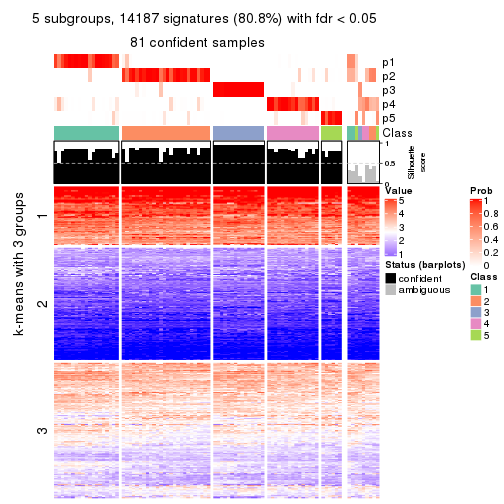 5 subgroups, 14187 signatures (80.8%) with fdr < 0.05
81 confident samples
p1
p2
p3
p4
p5
Class
1
0.5
0
Silhouette
score
k-means with 3 groups
1
2
3
Value
5
4
3
2
1
Status (barplots)
confident
ambiguous
Prob
1
0.8
0.6
0.4
0.2
0
Class
1
2
3
4
5